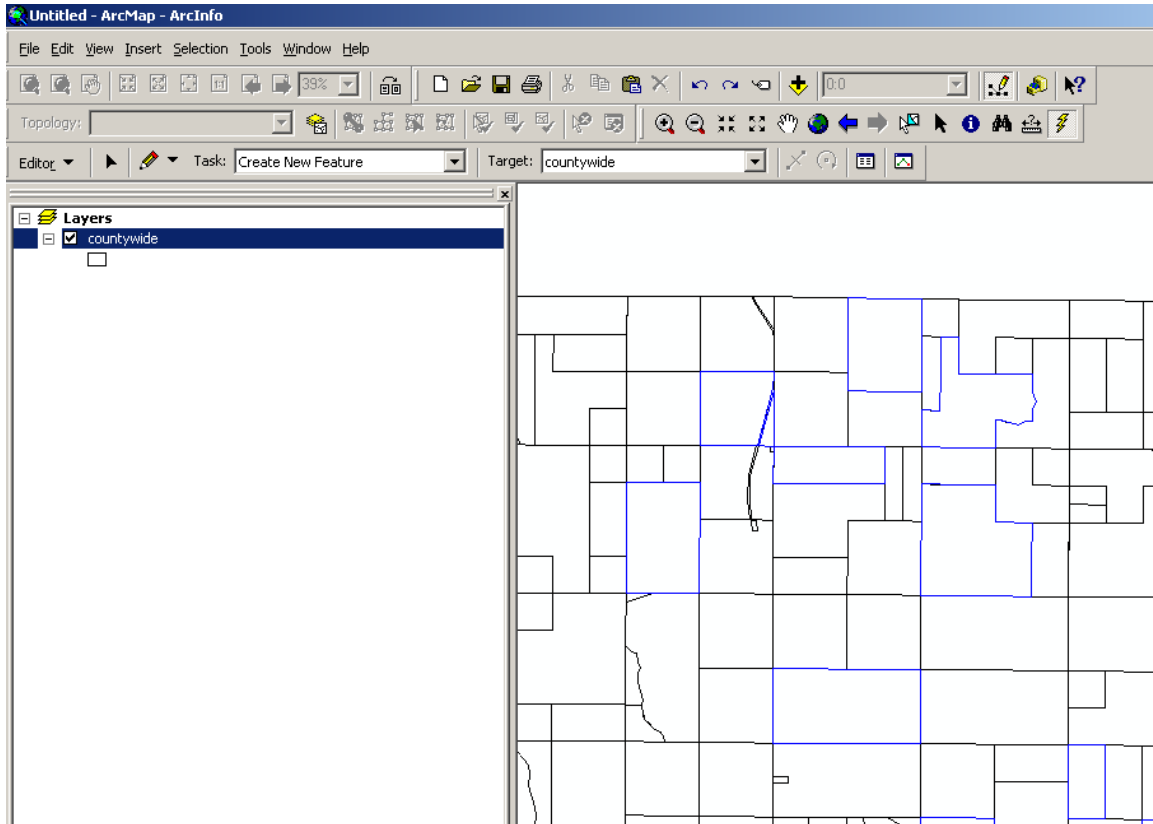 Untitled - ArcMap - ArcInfo
File Edit View Insert Selection Tools Window Help
39% 0:0
Topology:
Editor Task: Create New Feature Target: countywide
Layers
countywide